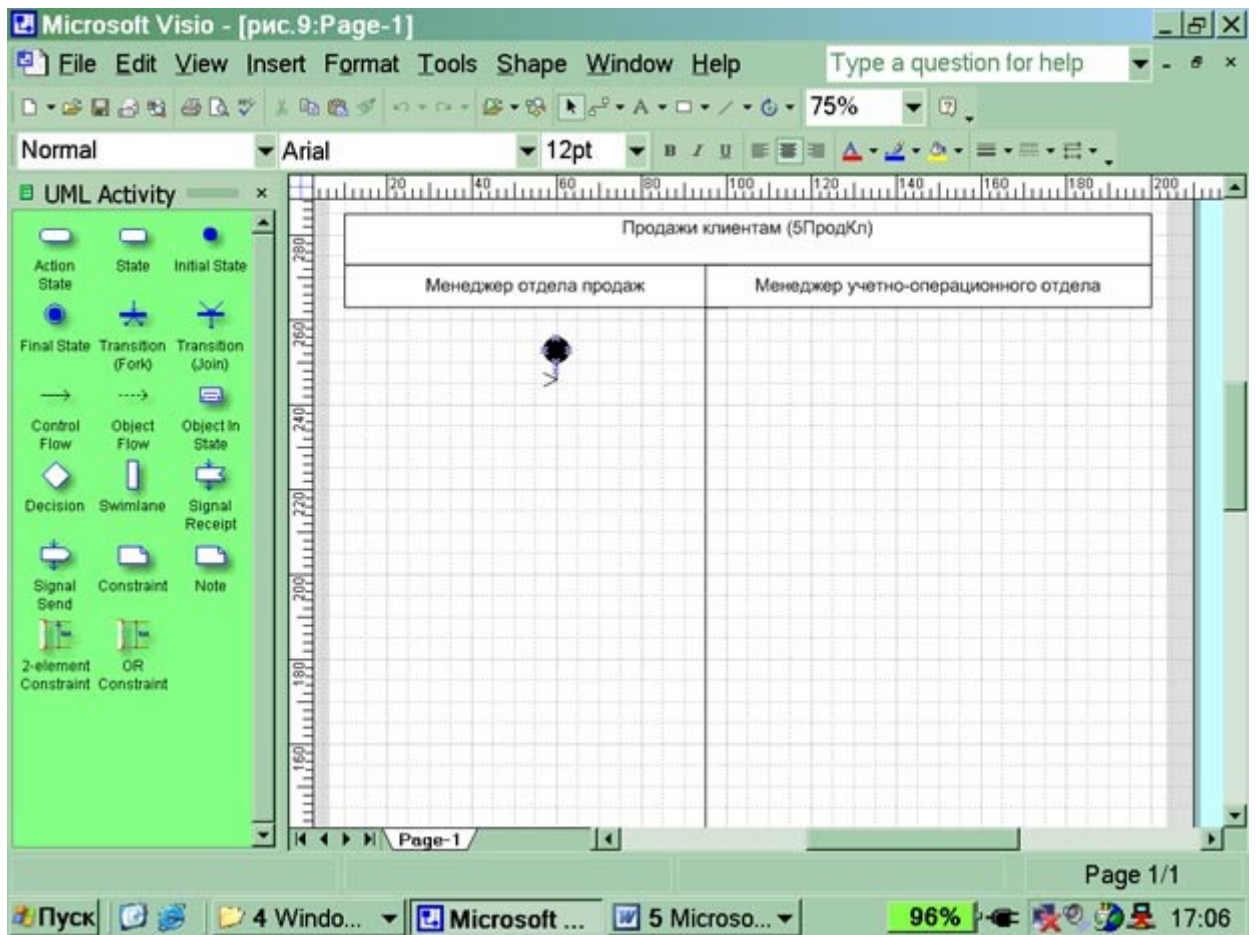 Microsoft Visio - [рис.9:Page-1]
File Edit View Insert Format Tools Shape Window Help Type a question for help
75%
Normal Arial 12pt
UML Activity
20 40 60 80 100 120 140 160 180 200
Action State
State
Initial State
Final State
Transition (Fork)
Transition (Join)
Control Flow
Object Flow
Object In State
Decision
Swimlane
Signal Receipt
Signal Send
Constraint
Note
2-element Constraint
OR Constraint
280
260
240
220
200
180
160
Продажи клиентам (5ПродКл)
Менеджер отдела продаж
Менеджер учетно-операционного отдела
Page-1
Page 1/1
Пуск 4 Windo... Microsoft ... 5 Microso... 96% 17:06